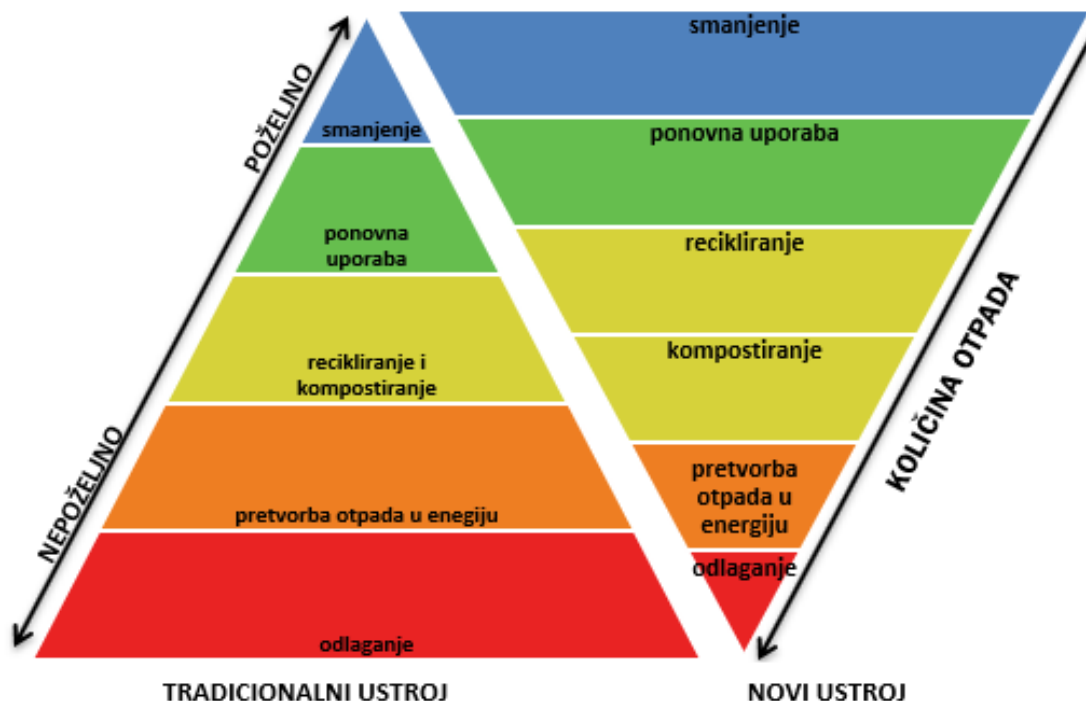 POŽELJNO
NEPOŽELJNO
smanjenje
ponovna
uporaba
recikliranje i
kompostiranje
pretvorba otpada u enegiju
odlaganje
TRADICIONALNI USTROJ
smanjenje
ponovna uporaba
recikliranje
kompostiranje
pretvorba
otpada u
energiju
odlaganje
KOLIČINA OTPADA
NOVI USTROJ